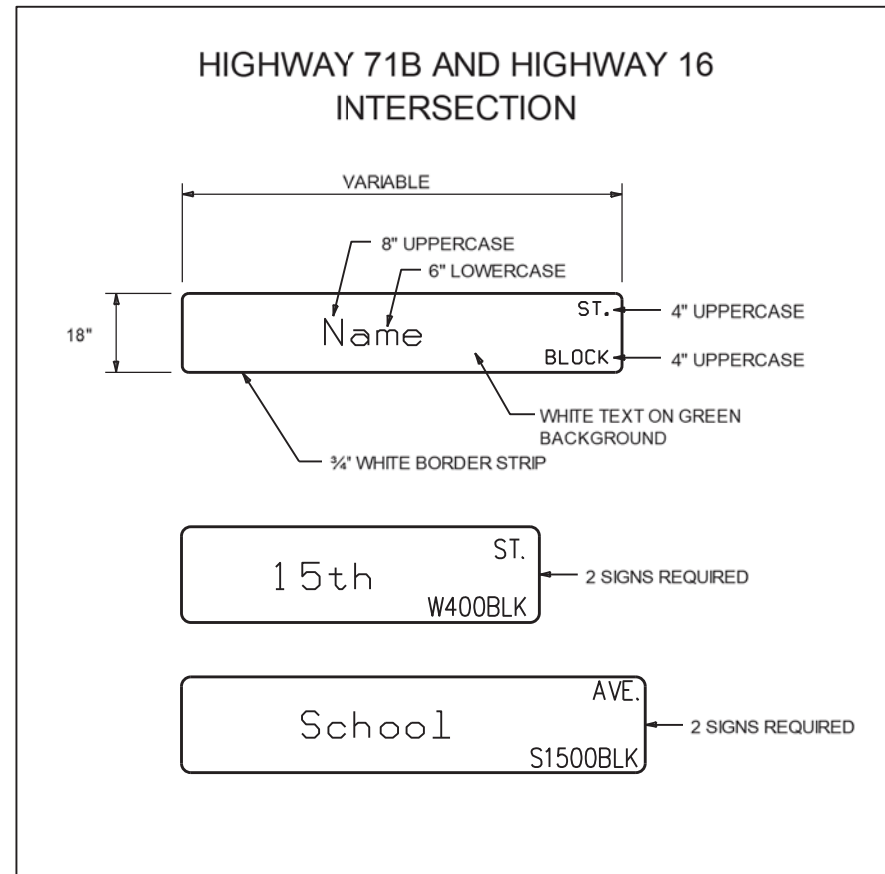 HIGHWAY 71B AND HIGHWAY 16
INTERSECTION
VARIABLE
8" UPPERCASE
6" LOWERCASE
18"
Name
ST.
4" UPPERCASE
BLOCK
4" UPPERCASE
WHITE TEXT ON GREEN
BACKGROUND
¾" WHITE BORDER STRIP
15th
ST.
W400BLK
2 SIGNS REQUIRED
School
AVE.
S1500BLK
2 SIGNS REQUIRED